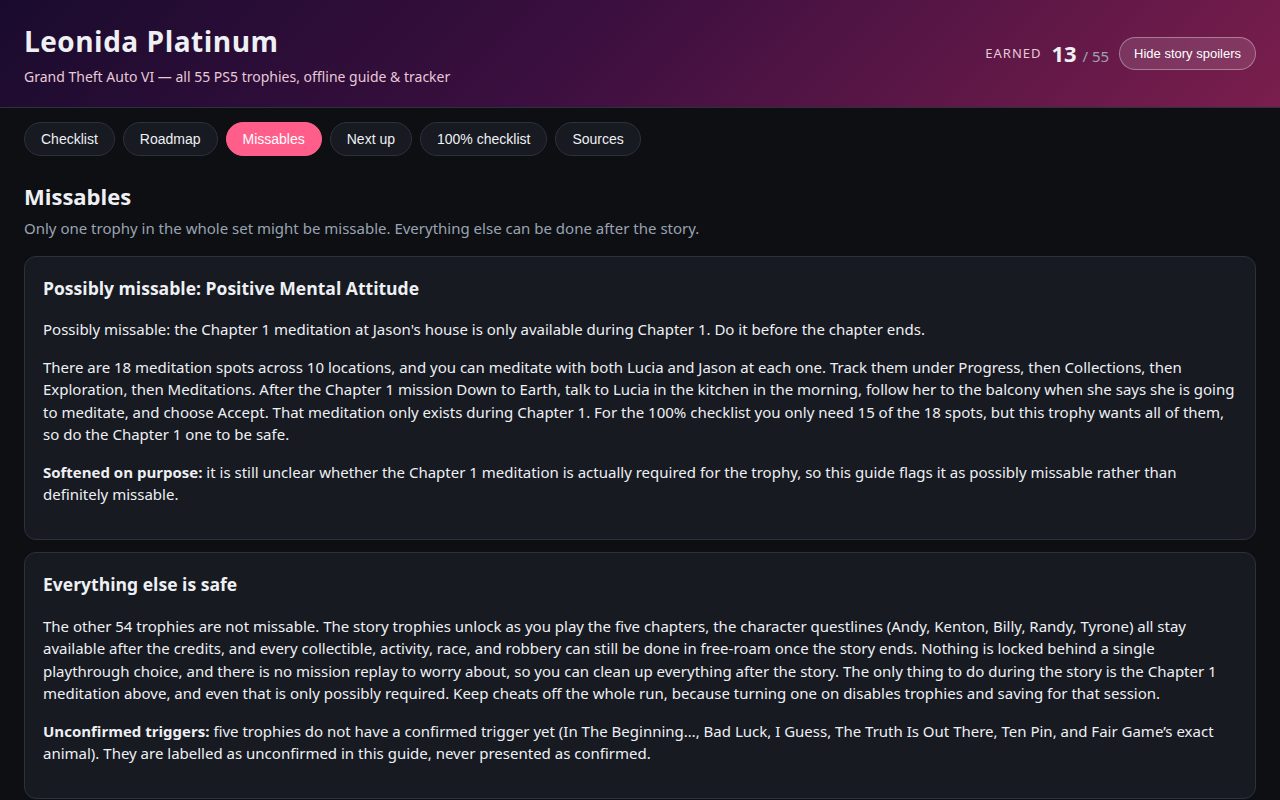 Leonida Platinum
Grand Theft Auto VI — all 55 PS5 trophies, offline guide & tracker
EARNED 13 / 55
Hide story spoilers
Checklist
Roadmap
Missables
Next up
100% checklist
Sources
Missables
Only one trophy in the whole set might be missable. Everything else can be done after the story.
Possibly missable: Positive Mental Attitude
Possibly missable: the Chapter 1 meditation at Jason's house is only available during Chapter 1. Do it before the chapter ends.
There are 18 meditation spots across 10 locations, and you can meditate with both Lucia and Jason at each one. Track them under Progress, then Collections, then
Exploration, then Meditations. After the Chapter 1 mission Down to Earth, talk to Lucia in the kitchen in the morning, follow her to the balcony when she says she is going
to meditate, and choose Accept. That meditation only exists during Chapter 1. For the 100% checklist you only need 15 of the 18 spots, but this trophy wants all of them,
so do the Chapter 1 one to be safe.
Softened on purpose: it is still unclear whether the Chapter 1 meditation is actually required for the trophy, so this guide flags it as possibly missable rather than
definitely missable.
Everything else is safe
The other 54 trophies are not missable. The story trophies unlock as you play the five chapters, the character questlines (Andy, Kenton, Billy, Randy, Tyrone) all stay
available after the credits, and every collectible, activity, race, and robbery can still be done in free-roam once the story ends. Nothing is locked behind a single
playthrough choice, and there is no mission replay to worry about, so you can clean up everything after the story. The only thing to do during the story is the Chapter 1
meditation above, and even that is only possibly required. Keep cheats off the whole run, because turning one on disables trophies and saving for that session.
Unconfirmed triggers: five trophies do not have a confirmed trigger yet (In The Beginning..., Bad Luck, I Guess, The Truth Is Out There, Ten Pin, and Fair Game’s exact
animal). They are labelled as unconfirmed in this guide, never presented as confirmed.